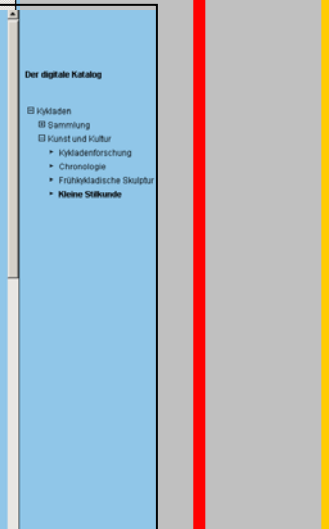 Der digitale Katalog
Kykladen
Sammlung
Kunst und Kultur
Kykladenforschung
Chronologie
Frühkykladische Skulptur
Kleine Stilkunde